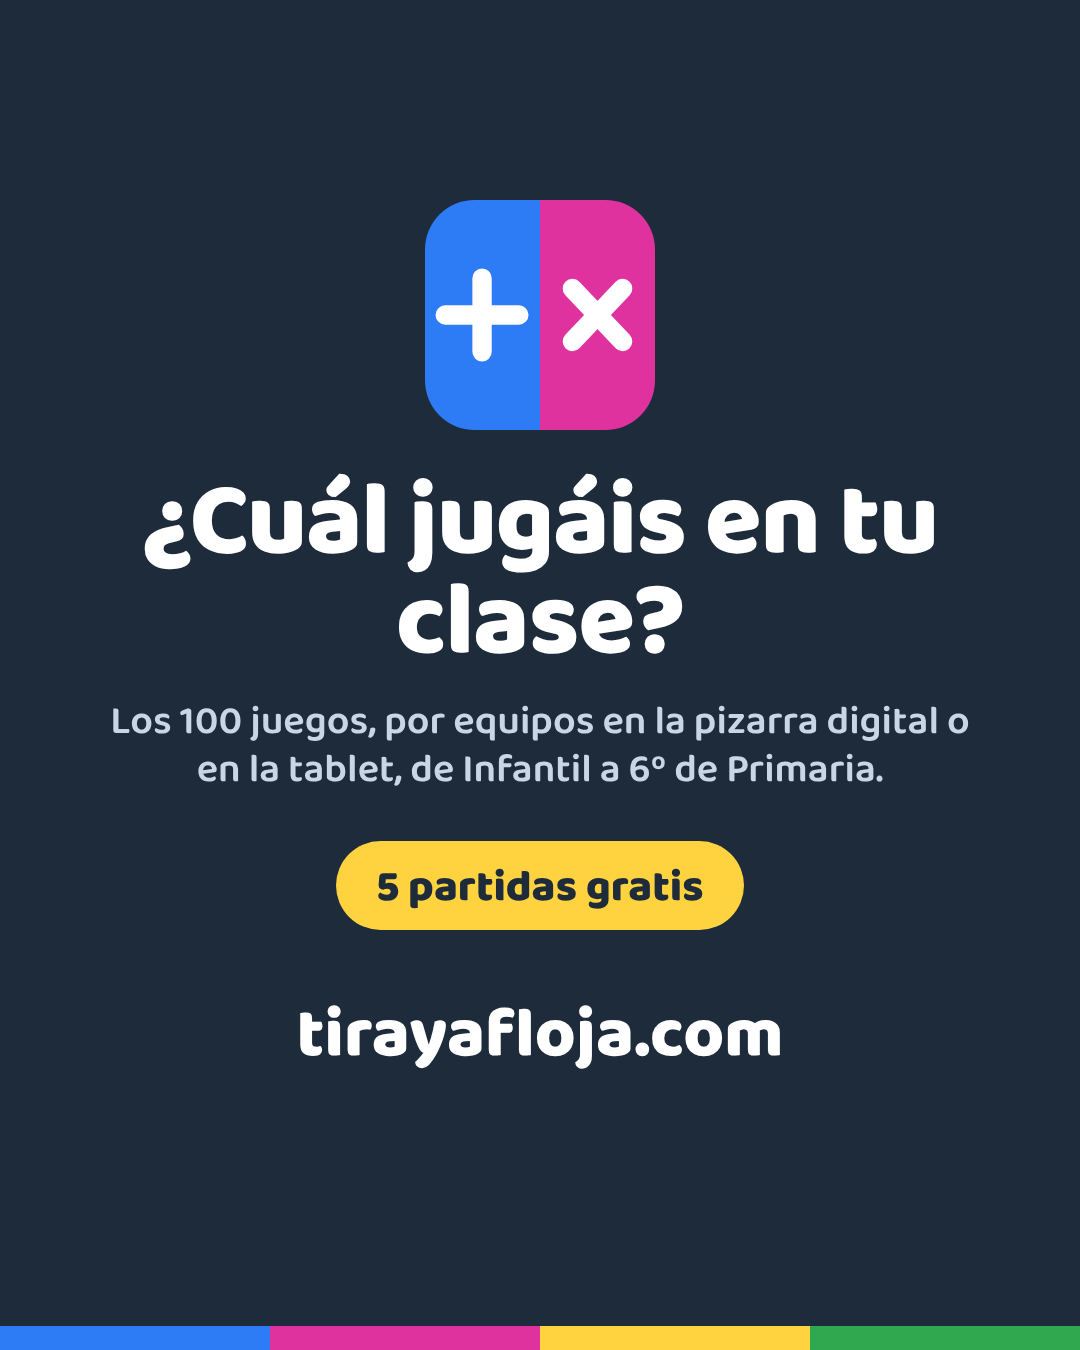 ¿Cuál jugáis en tu
clase?
Los 100 juegos, por equipos en la pizarra digital o
en la tablet, de Infantil a 6º de Primaria.
5 partidas gratis
tirayafloja.com